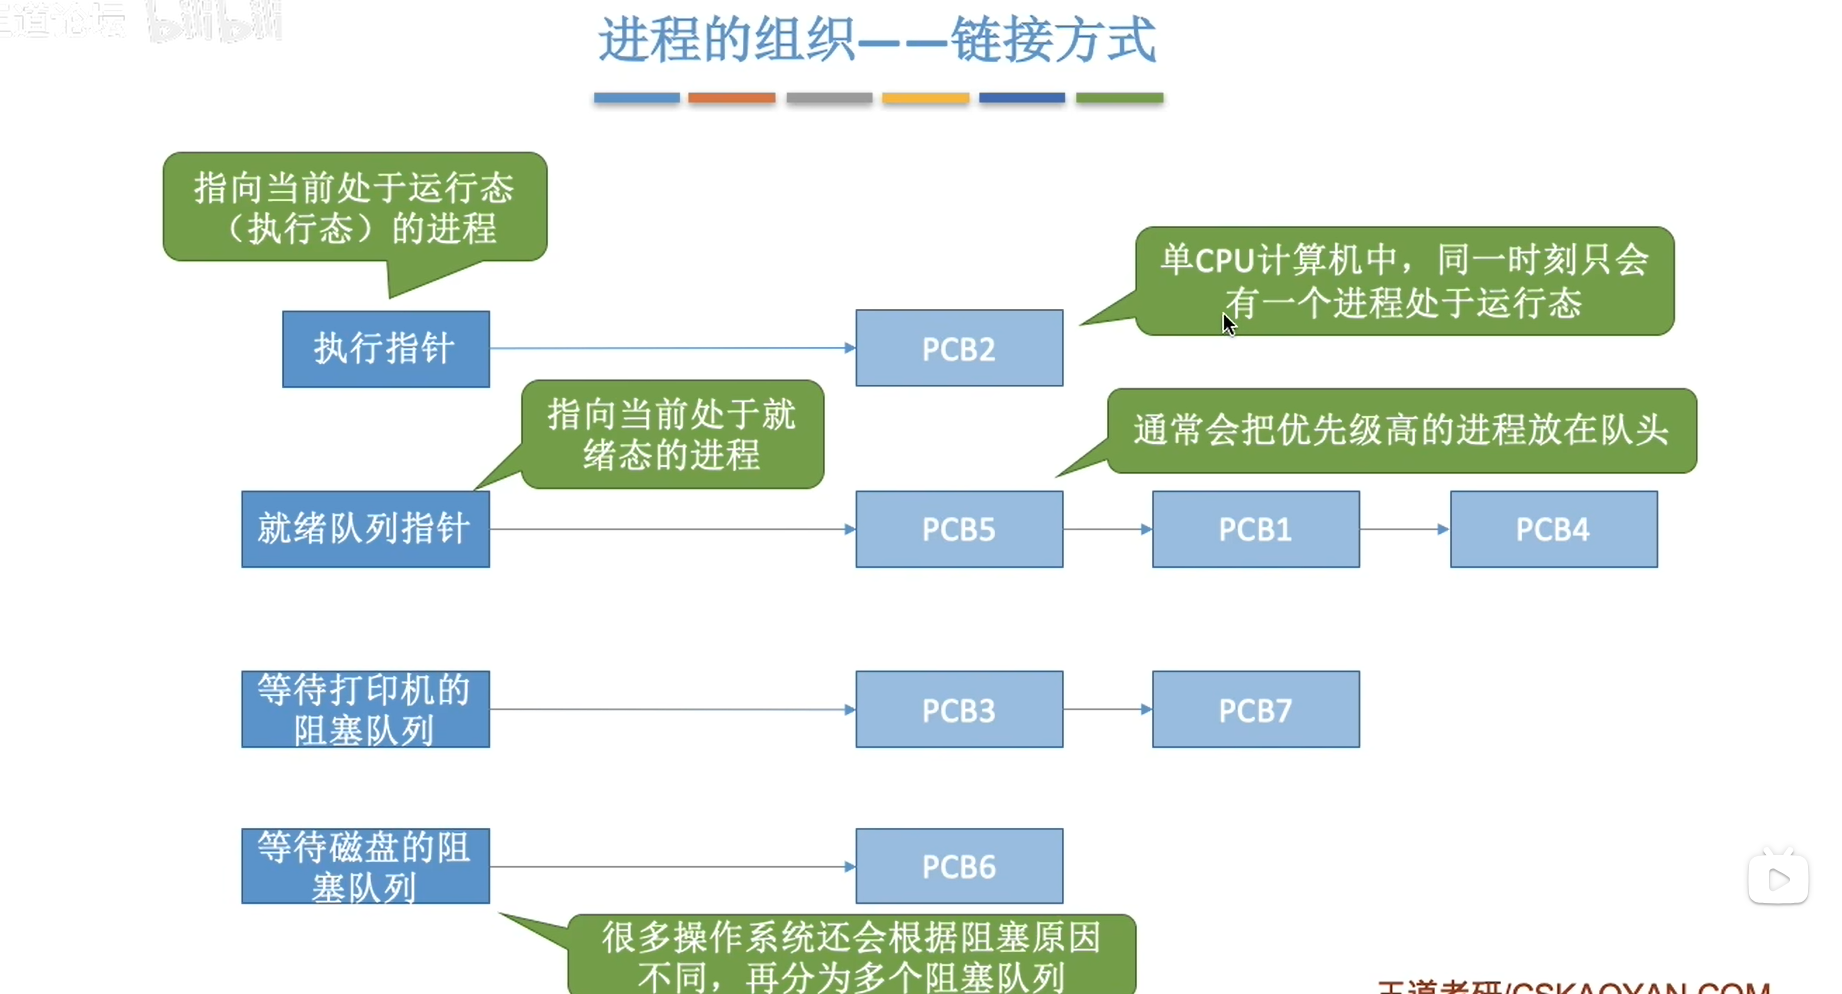 王道论坛 bilibili
进程的组织——链接方式
指向当前处于运行态
（执行态）的进程
单CPU计算机中，同一时刻只会
有一个进程处于运行态
执行指针
PCB2
指向当前处于就
绪态的进程
通常会把优先级高的进程放在队头
就绪队列指针
PCB5
PCB1
PCB4
等待打印机的
阻塞队列
PCB3
PCB7
等待磁盘的阻
塞队列
PCB6
很多操作系统还会根据阻塞原因
不同，再分为多个阻塞队列
王道考研/CSKAOYAN.COM